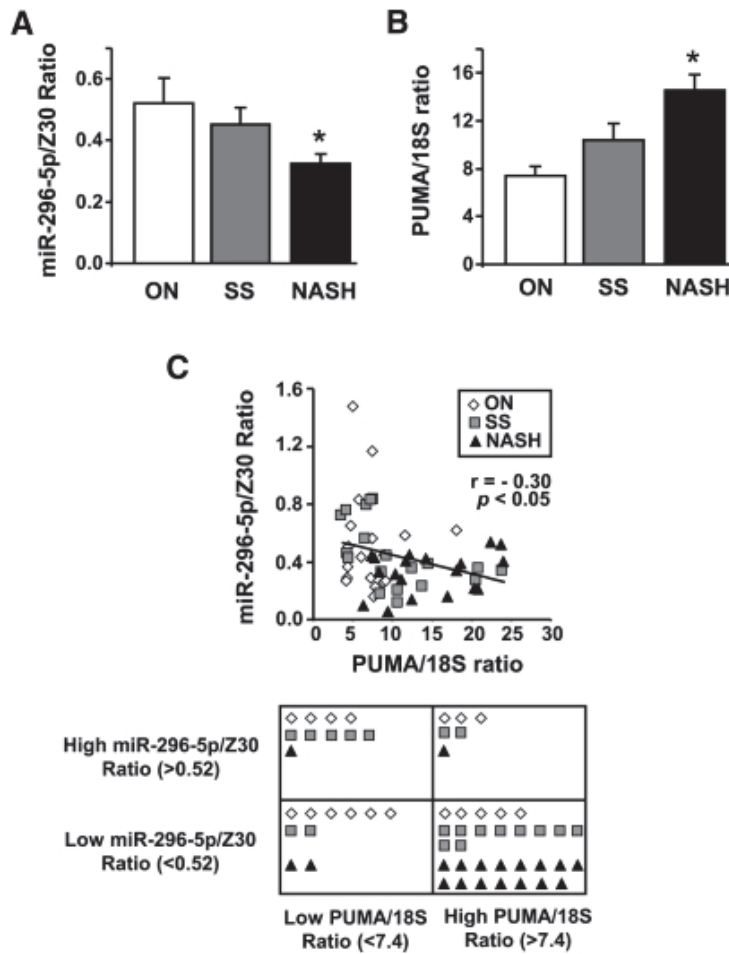 A
miR-296-5p/Z30 Ratio
0.6
0.4
0.2
0.0
*
ON SS NASH
B
PUMA/18S ratio
16
12
8
4
0
*
ON SS NASH
C
miR-296-5p/Z30 Ratio
1.6
1.2
0.8
0.4
0.0
ON
SS
NASH
r = - 0.30
p < 0.05
0 5 10 15 20 25 30
PUMA/18S ratio
High miR-296-5p/Z30
Ratio (>0.52)
Low miR-296-5p/Z30
Ratio (<0.52)
Low PUMA/18S
Ratio (<7.4)
High PUMA/18S
Ratio (>7.4)